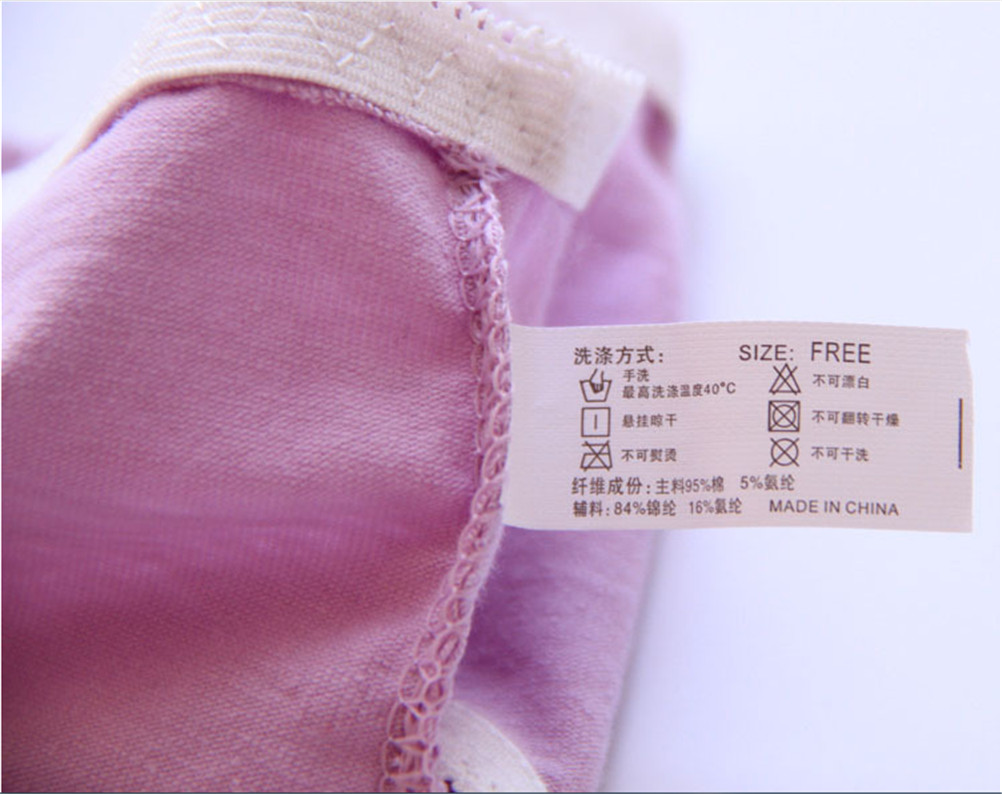 洗涤方式: SIZE: FREE
手洗
最高洗涤温度40°C
不可漂白
悬挂晾干
不可翻转干燥
不可熨烫
不可干洗
纤维成份:主料95%棉 5%氨纶
辅料:84%锦纶 16%氨纶 MADE IN CHINA